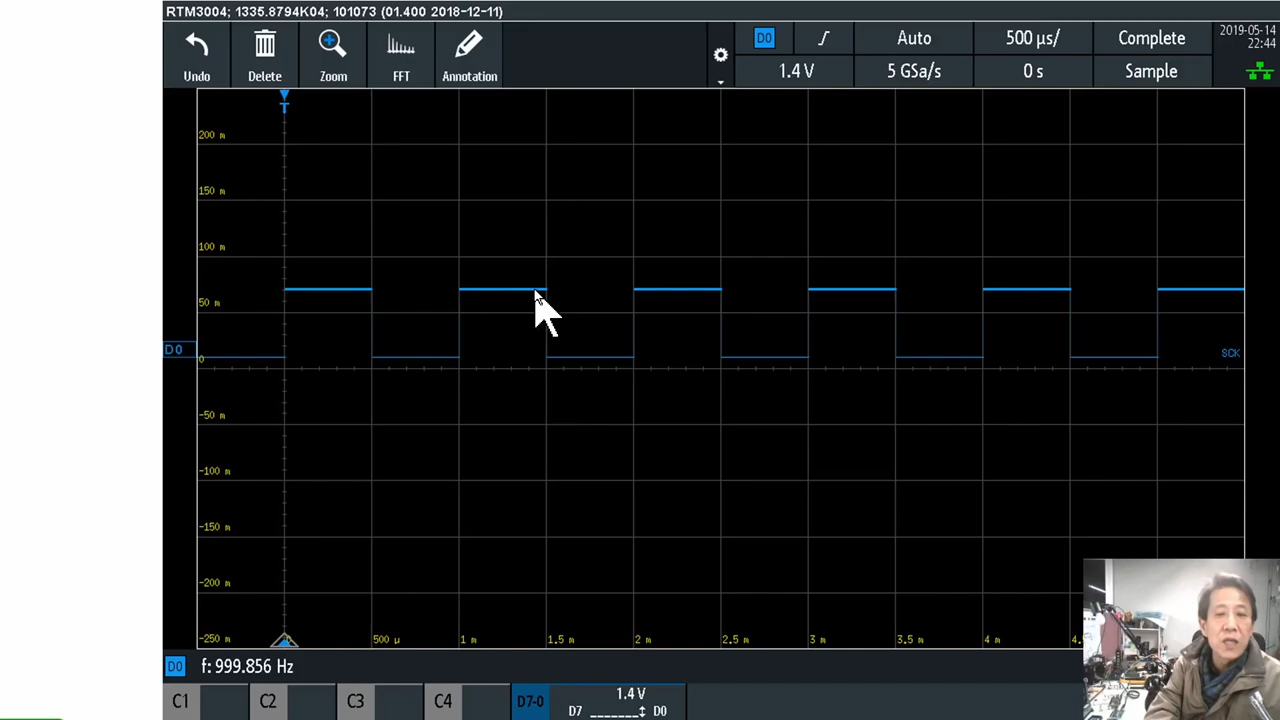 RTM3004; 1335.8794K04; 101073 (01.400 2018-12-11)
Undo
Delete
Zoom
FFT
Annotation
D0
Auto
500 µs/
Complete
1.4 V
5 GSa/s
0 s
Sample
2019-05-14
22:44
T
200 m
150 m
100 m
50 m
D0
0
SCK
-50 m
-100 m
-150 m
-200 m
-250 m
500 µ
1 m
1.5 m
2 m
2.5 m
3 m
3.5 m
4 m
D0
f: 999.856 Hz
C1
C2
C3
C4
D7-0
1.4 V
D7
D0